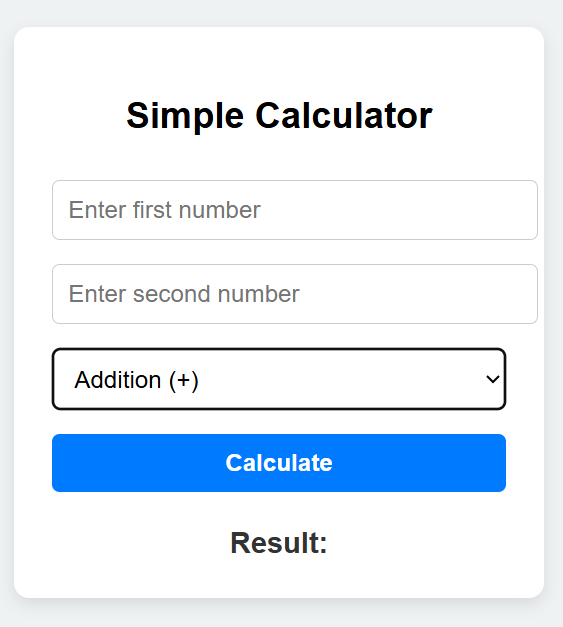 Simple Calculator
Enter first number
Enter second number
Addition (+)
Calculate
Result: